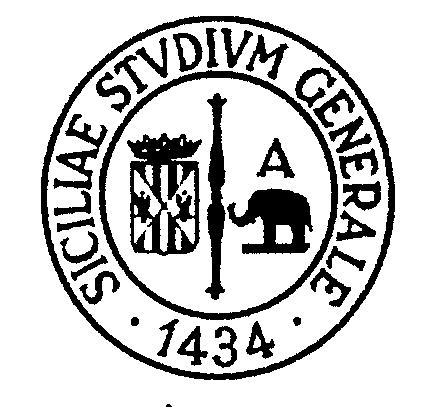 SICILIAE STVDIVM GENERALE
A
· 1434 ·